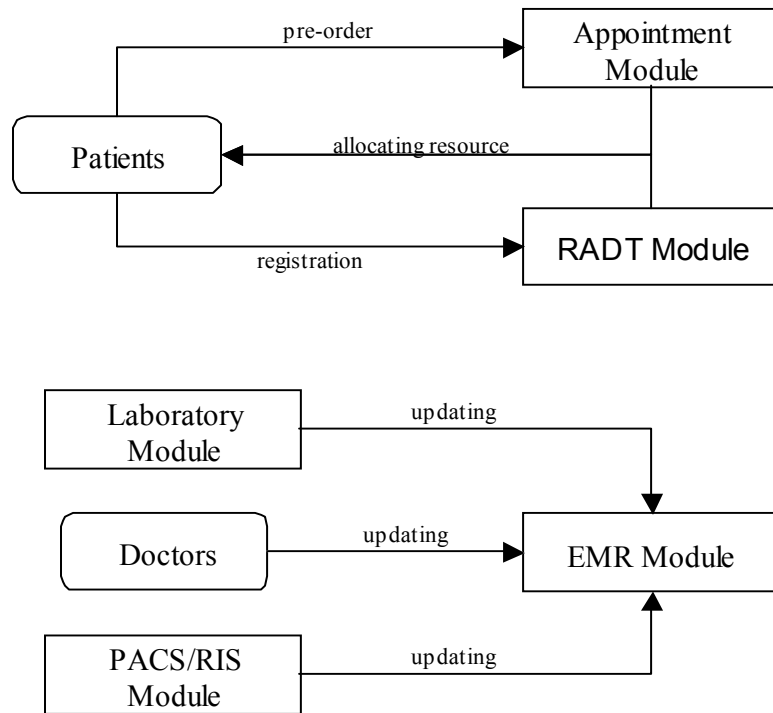 pre-order
Appointment
Module
Patients
allocating resource
RADT Module
registration
Laboratory
Module
updating
Doctors
updating
EMR Module
PACS/RIS
Module
updating